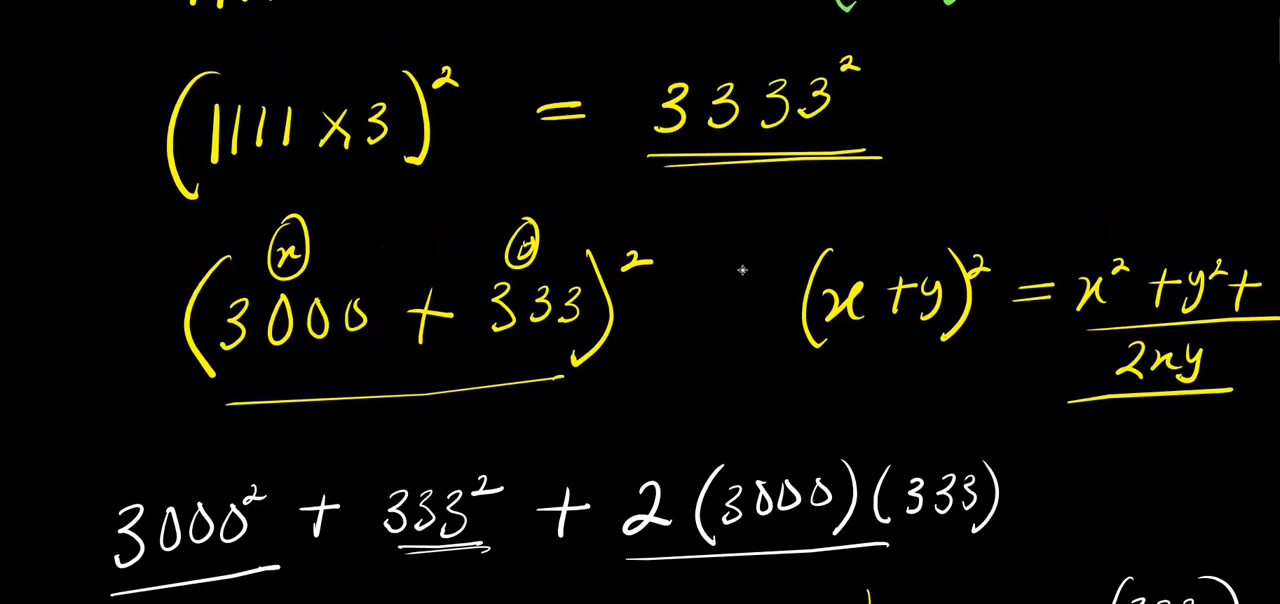 (1111 × 3)² = 3333²
x y
(3000 + 333)² (x + y)² = x² + y² +
2xy
3000² + 333² + 2(3000)(333)